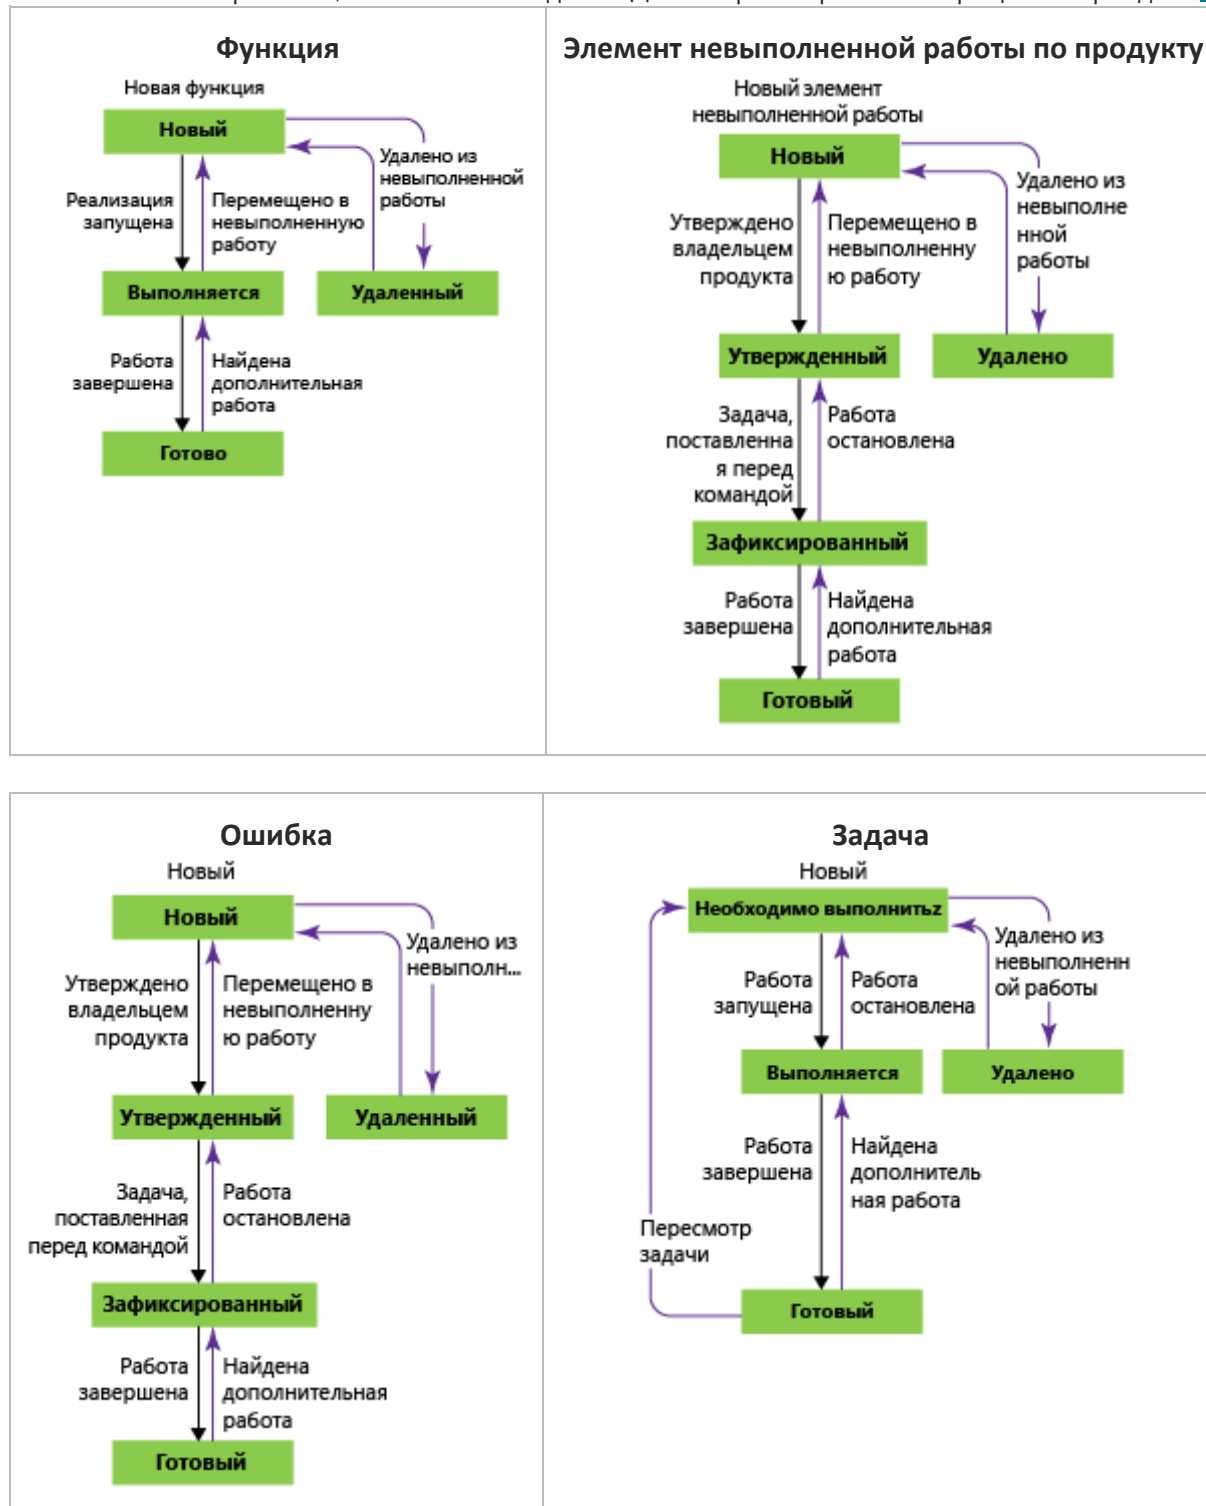 Функция
Новая функция
Новый
Удалено из
невыполненной
работы
Реализация
запущена
Перемещено в
невыполненную
работу
Выполняется
Удаленный
Работа
завершена
Найдена
дополнительная
работа
Готово
Элемент невыполненной работы по продукту
Новый элемент
невыполненной работы
Новый
Удалено из
невыполне
нной
работы
Утверждено
владельцем
продукта
Перемещено в
невыполненну
ю работу
Утвержденный
Удалено
Задача,
поставленна
я перед
командой
Работа
остановлена
Зафиксированный
Работа
завершена
Найдена
дополнительная
работа
Готовый
Ошибка
Новый
Новый
Удалено из
невыполн...
Утверждено
владельцем
продукта
Перемещено в
невыполненну
ю работу
Утвержденный
Удаленный
Задача,
поставленная
перед командой
Работа
остановлена
Зафиксированный
Работа
завершена
Найдена
дополнительная
работа
Готовый
Задача
Новый
Необходимо выполнитьz
Удалено из
невыполненн
ой работы
Работа
запущена
Работа
остановлена
Выполняется
Удалено
Работа
завершена
Найдена
дополнитель
ная работа
Пересмотр
задачи
Готовый